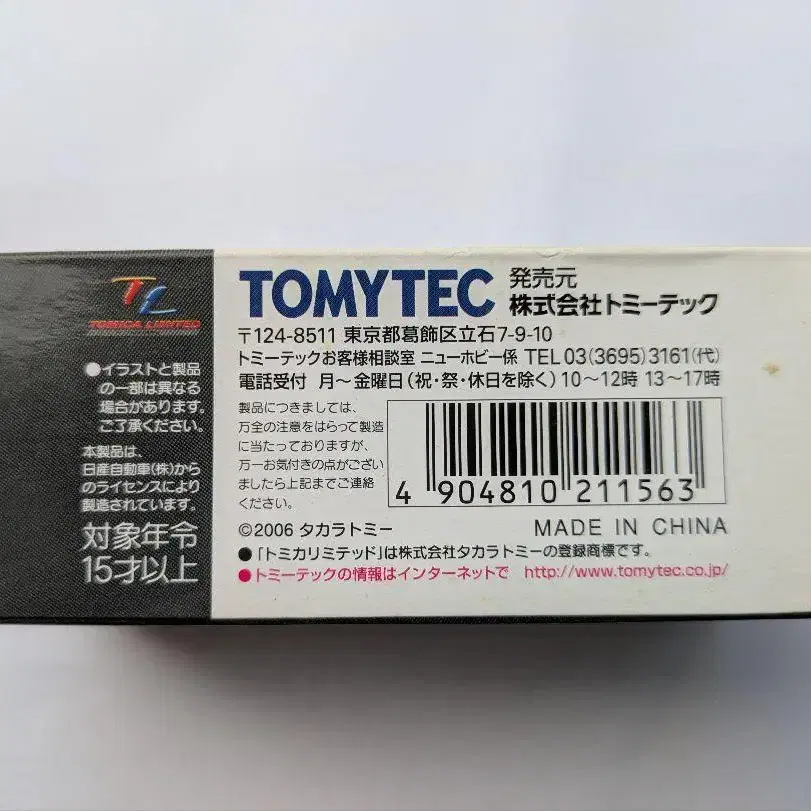 TL
TOMICA LIMITED
●イラストと製品
の一部は異なる
場合があります。
ご了承ください。
本製品は、
日産自動車(株)から
のライセンスにより
製造されています。
対象年令
15才以上
TOMYTEC 発売元
株式会社トミーテック
〒124-8511 東京都葛飾区立石7-9-10
トミーテックお客様相談室 ニューホビー係 TEL 03(3695)3161(代)
電話受付 月～金曜日(祝・祭・休日を除く)10～12時 13～17時
製品につきましては、
万全の注意をはらって製造
に当たっておりますが、
万一お気付きの点がござい
ましたら上記までご連絡
ください。
4 904810 211563
©2006 タカラトミー MADE IN CHINA
●「トミカリミテッド」は株式会社タカラトミーの登録商標です。
●トミーテックの情報はインターネットで http://www.tomytec.co.jp/